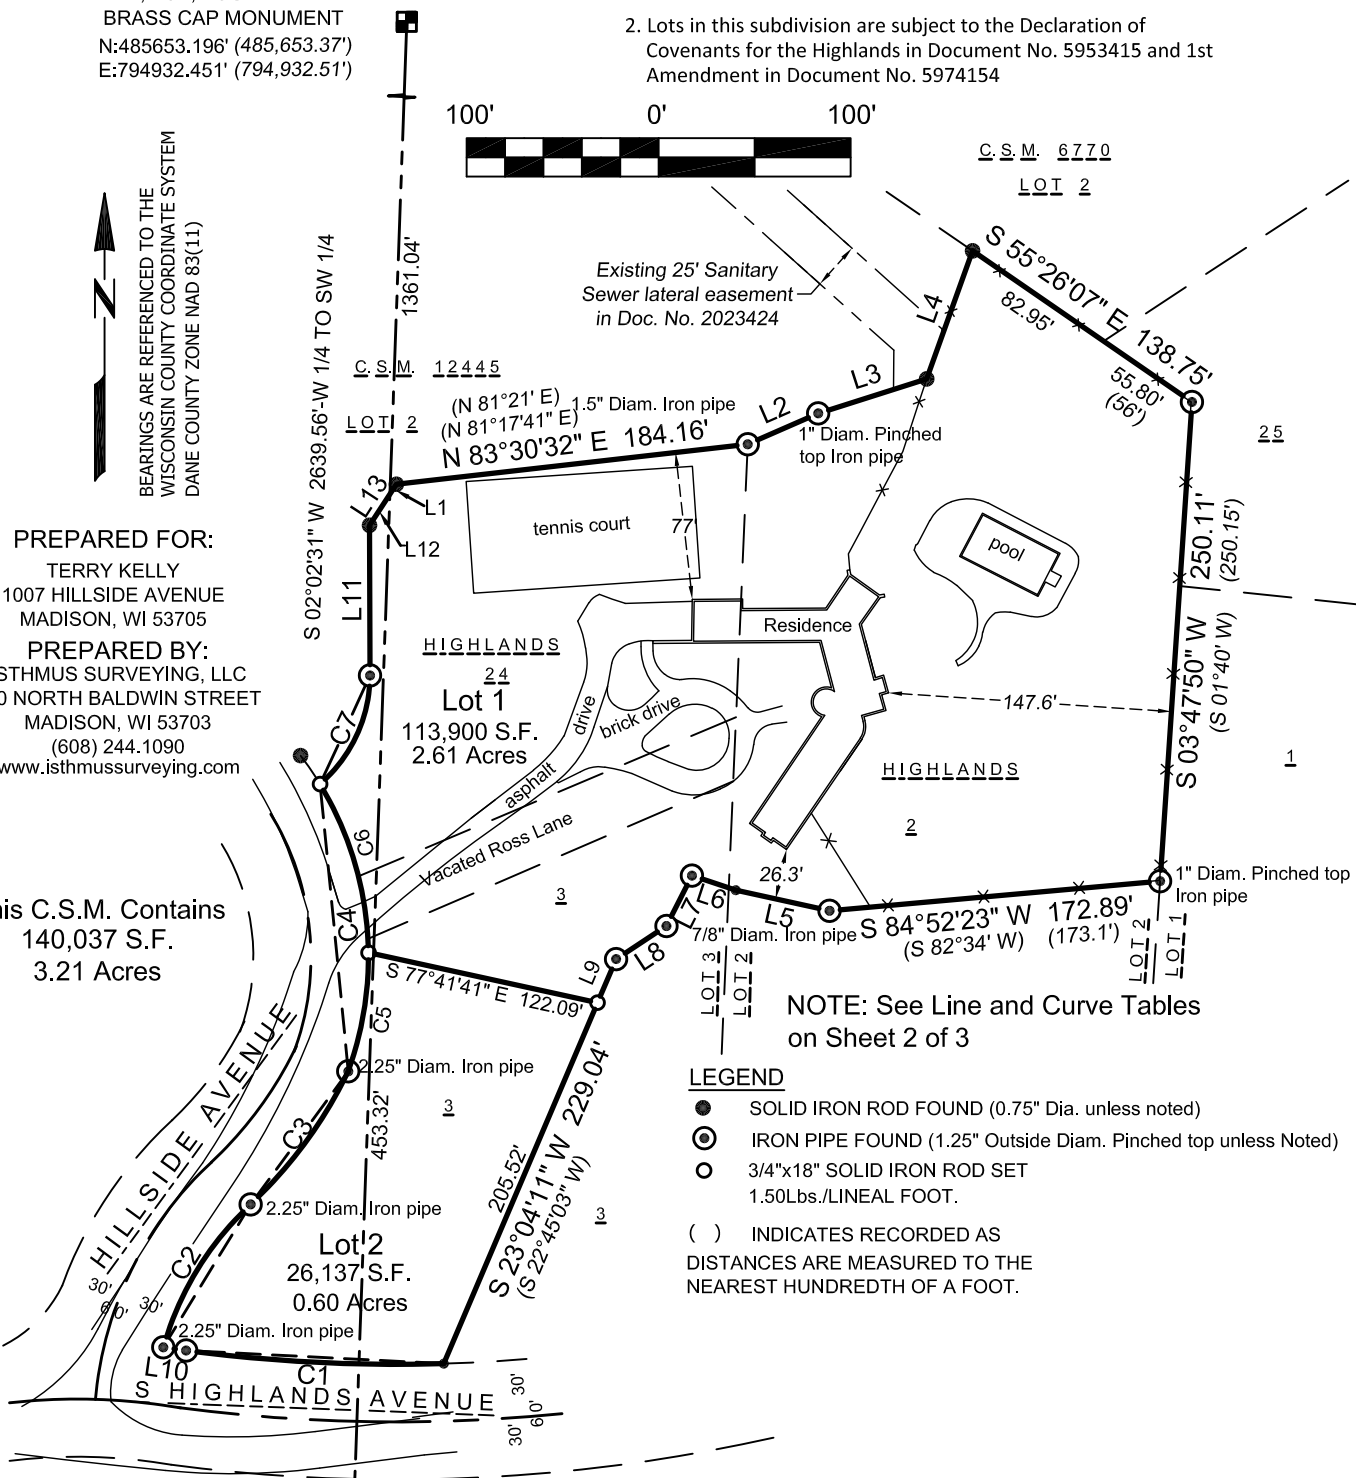 BRASS CAP MONUMENT
N:485653.196' (485,653.37')
E:794932.451' (794,932.51')
2. Lots in this subdivision are subject to the Declaration of
Covenants for the Highlands in Document No. 5953415 and 1st
Amendment in Document No. 5974154
100' 0' 100'
C.S.M. 6770
LOT 2
BEARINGS ARE REFERENCED TO THE
WISCONSIN COUNTY COORDINATE SYSTEM
DANE COUNTY ZONE NAD 83(11)
N
S 02°02'31" W 2639.56'-W 1/4 TO SW 1/4
1361.04'
Existing 25' Sanitary
Sewer lateral easement
in Doc. No. 2023424
S 55°26'07" E 138.75'
82.95'
55.80'
(56')
L4
L3
L2
C.S.M. 12445
LOT 2
(N 81°21' E)
(N 81°17'41" E)
N 83°30'32" E 184.16'
1.5" Diam. Iron pipe
1" Diam. Pinched
top Iron pipe
25
L13
L1
L12
L11
tennis court
77'
pool
250.11'
(250.15')
S 03°47'50" W
(S 01°40' W)
PREPARED FOR:
TERRY KELLY
1007 HILLSIDE AVENUE
MADISON, WI 53705
PREPARED BY:
STHMUS SURVEYING, LLC
0 NORTH BALDWIN STREET
MADISON, WI 53703
(608) 244.1090
www.isthmussurveying.com
HIGHLANDS
24
Lot 1
113,900 S.F.
2.61 Acres
Residence
drive
brick drive
asphalt
147.6'
HIGHLANDS
2
1
C7
C6
Vacated Ross Lane
26.3'
3
1" Diam. Pinched top
Iron pipe
is C.S.M. Contains
140,037 S.F.
3.21 Acres
C4
L6
L5
L7
L8
L9
7/8" Diam. Iron pipe
S 84°52'23" W 172.89'
(S 82°34' W) (173.1')
LOT 3
LOT 2
LOT 2
LOT 1
S 77°41'41" E 122.09'
C5
NOTE: See Line and Curve Tables
on Sheet 2 of 3
2.25" Diam. Iron pipe
3
453.32'
HILLSIDE AVENUE
C3
205.52'
S 23°04'11" W 229.04'
(S 22°45'03" W)
3
LEGEND
SOLID IRON ROD FOUND (0.75" Dia. unless noted)
IRON PIPE FOUND (1.25" Outside Diam. Pinched top unless Noted)
3/4"x18" SOLID IRON ROD SET
1.50Lbs./LINEAL FOOT.
( ) INDICATES RECORDED AS
DISTANCES ARE MEASURED TO THE
NEAREST HUNDREDTH OF A FOOT.
2.25" Diam. Iron pipe
C2
Lot 2
26,137 S.F.
0.60 Acres
30'
60'
30'
2.25" Diam. Iron pipe
L10
C1
S HIGHLANDS AVENUE
30'
60'
30'